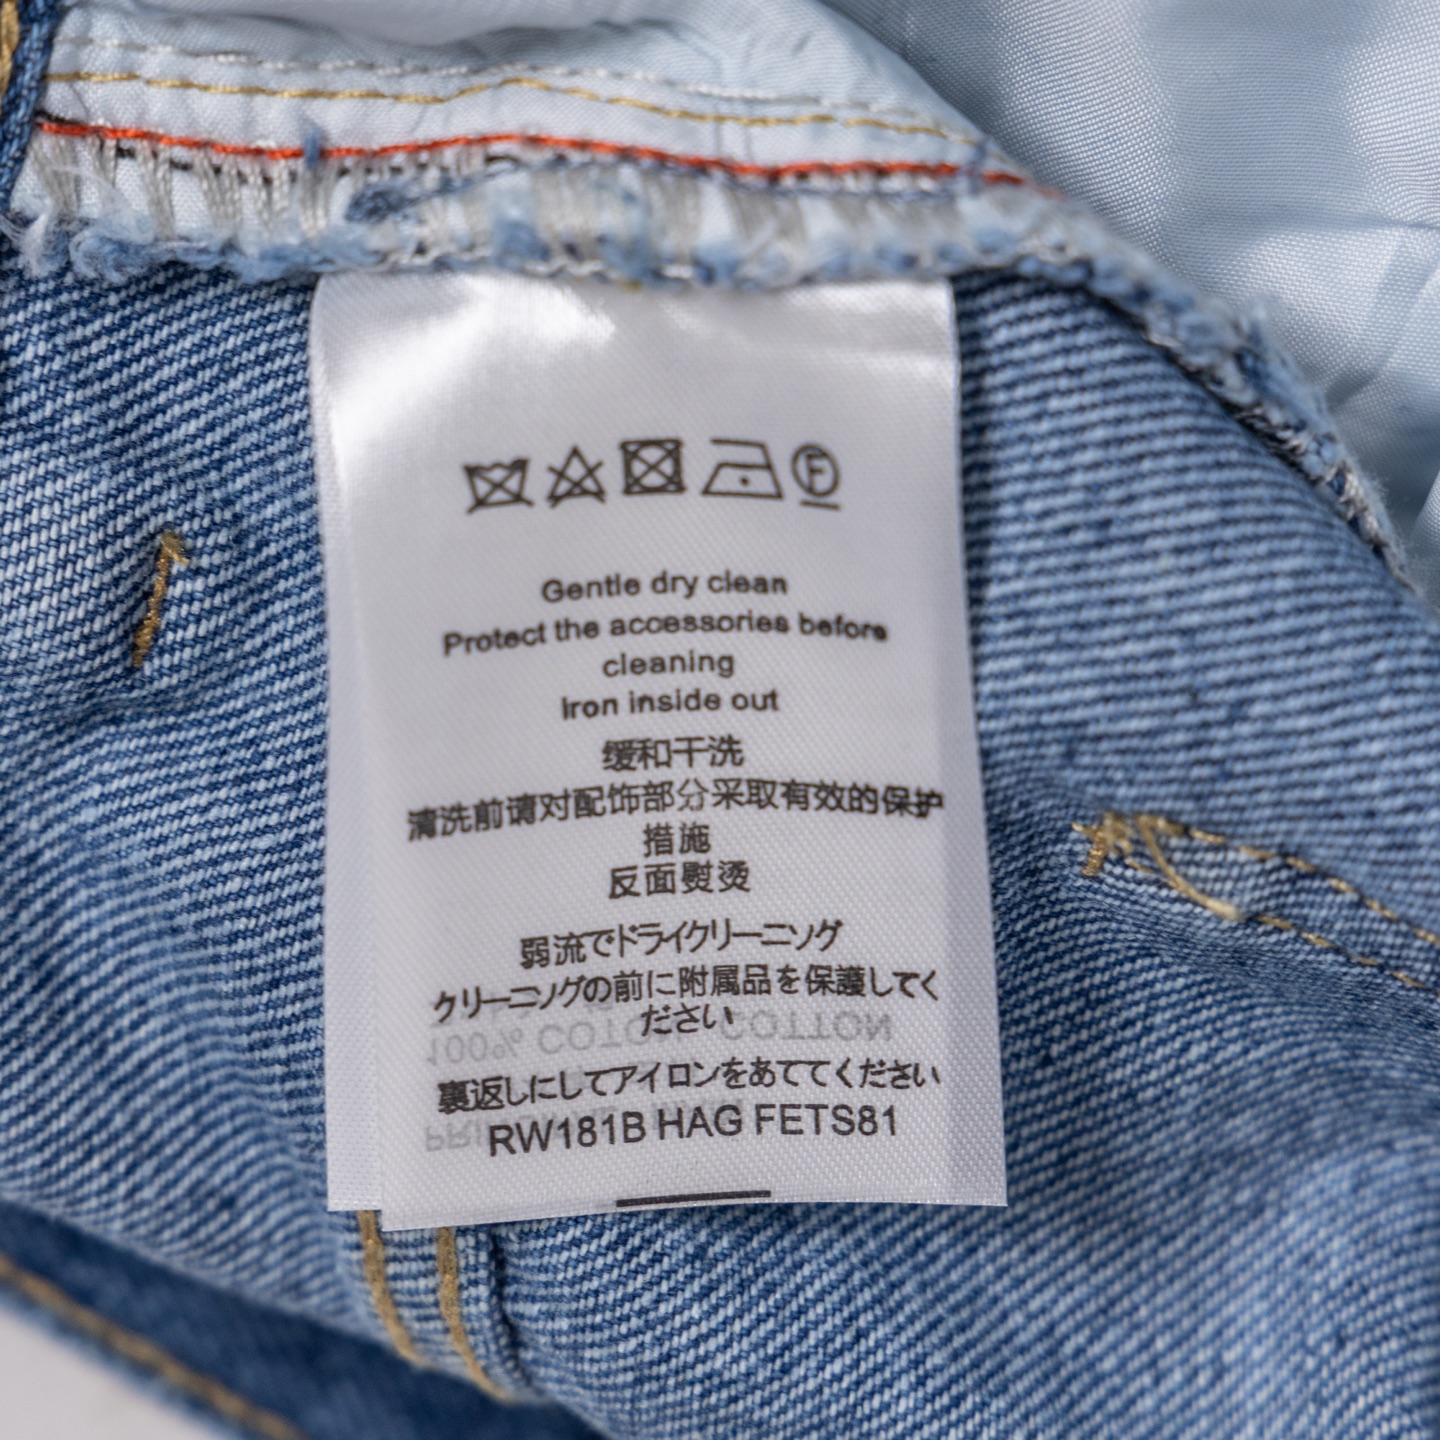 F
Gentle dry clean
Protect the accessories before
cleaning
Iron inside out
缓和干洗
清洗前请对配饰部分采取有效的保护
措施
反面熨烫
弱流でドライクリーニング
クリーニングの前に附属品を保護してく
ださい
100% COTON COTTON
裏返しにしてアイロンをあててください
RW181B HAG FETS81